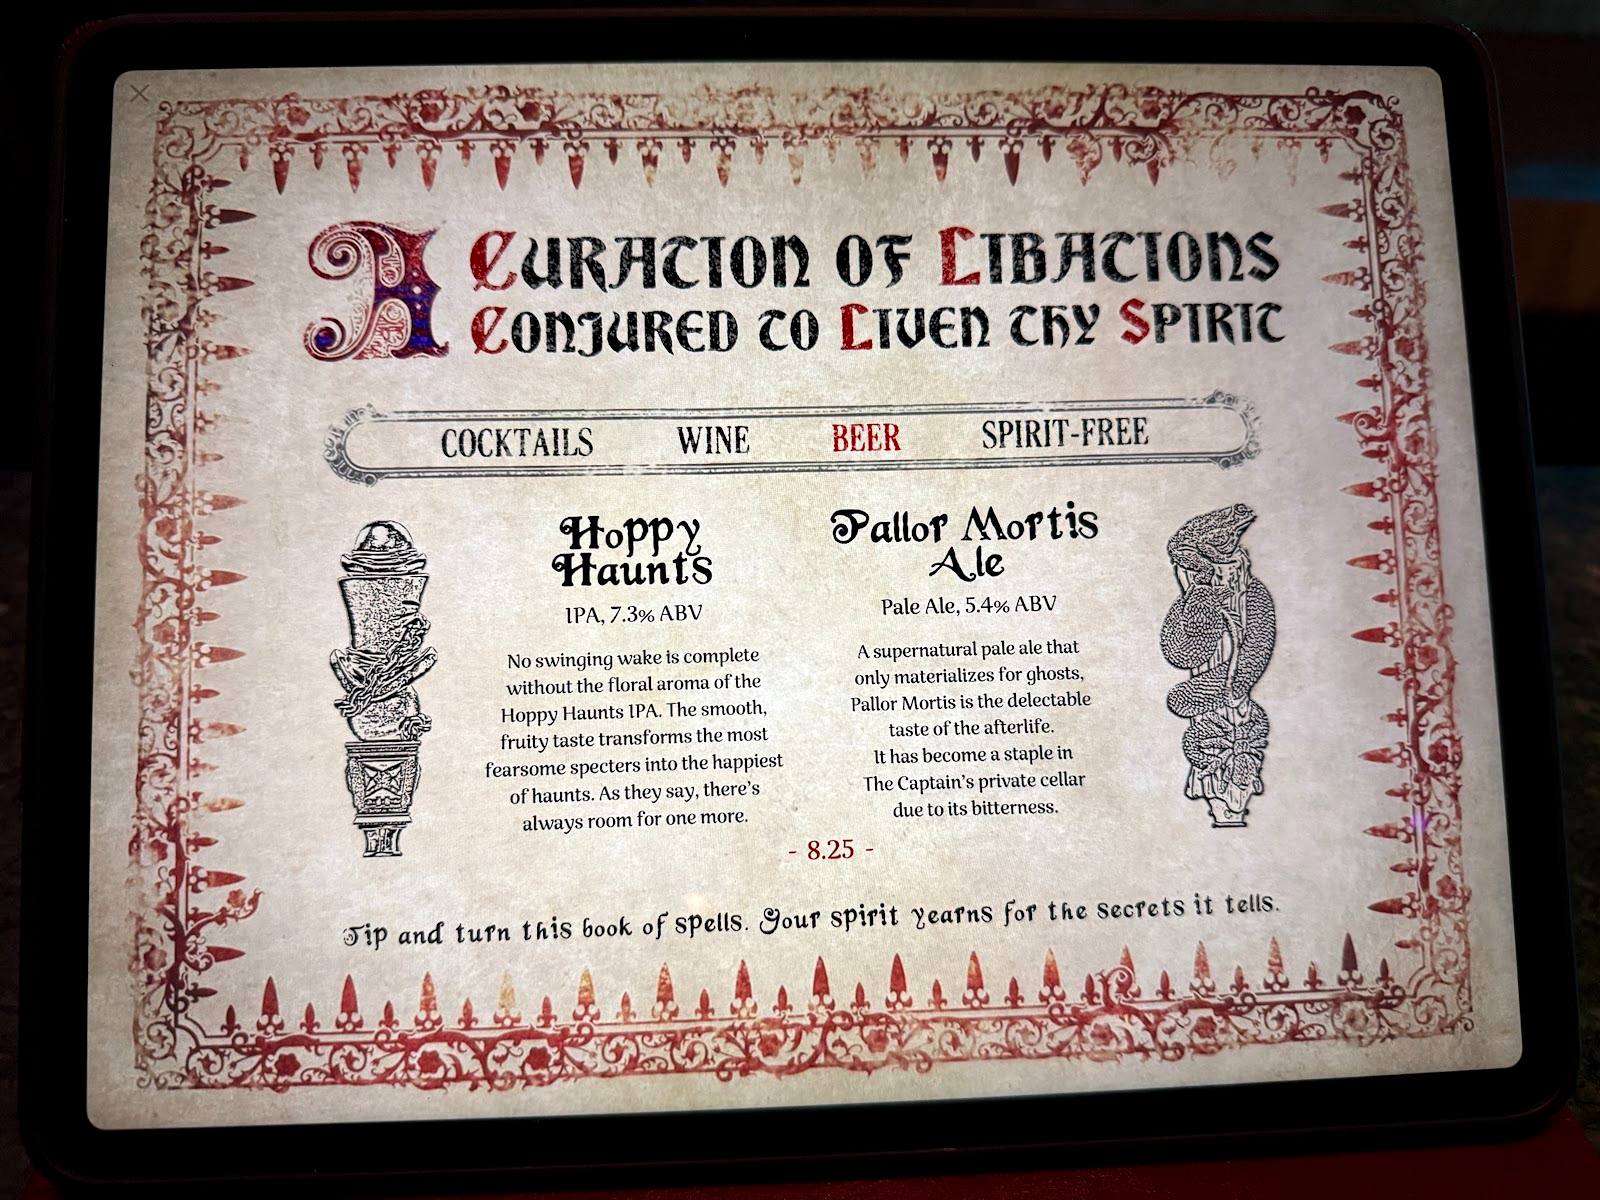 A Curation of Libations
Conjured to Liven thy Spirit
COCKTAILS WINE BEER SPIRIT-FREE
Hoppy
Haunts
IPA, 7.3% ABV
No swinging wake is complete
without the floral aroma of the
Hoppy Haunts IPA. The smooth,
fruity taste transforms the most
fearsome specters into the happiest
of haunts. As they say, there's
always room for one more.
Pallor Mortis
Ale
Pale Ale, 5.4% ABV
A supernatural pale ale that
only materializes for ghosts,
Pallor Mortis is the delectable
taste of the afterlife.
It has become a staple in
The Captain's private cellar
due to its bitterness.
- 8.25 -
Tip and turn this book of spells. Your spirit yearns for the secrets it tells.